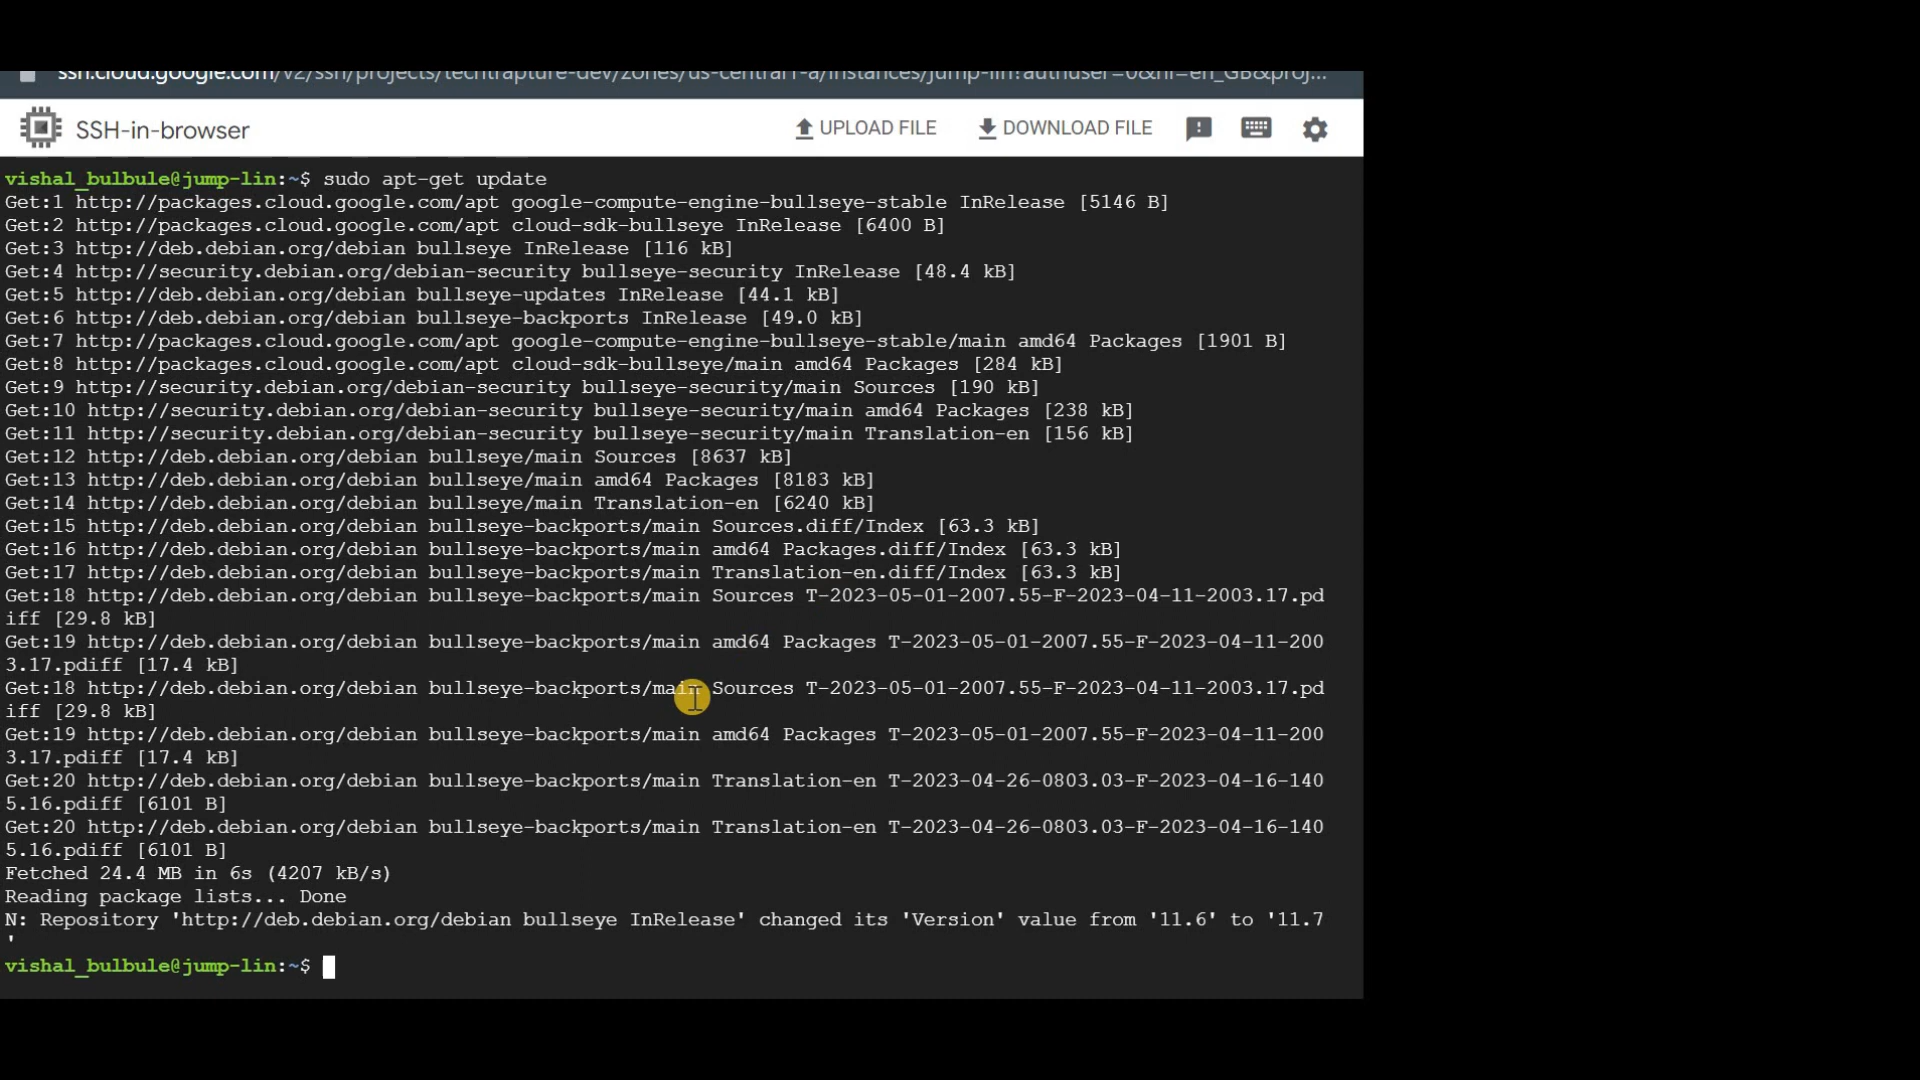 ssh.cloud.google.com/v2/ssh/projects/techtrapture-dev/zones/us-central1-a/instances/jump-lin?authuser=0&hl=en_GB&proj...
SSH-in-browser
UPLOAD FILE
DOWNLOAD FILE
vishal_bulbule@jump-lin:~$ sudo apt-get update
Get:1 http://packages.cloud.google.com/apt google-compute-engine-bullseye-stable InRelease [5146 B]
Get:2 http://packages.cloud.google.com/apt cloud-sdk-bullseye InRelease [6400 B]
Get:3 http://deb.debian.org/debian bullseye InRelease [116 kB]
Get:4 http://security.debian.org/debian-security bullseye-security InRelease [48.4 kB]
Get:5 http://deb.debian.org/debian bullseye-updates InRelease [44.1 kB]
Get:6 http://deb.debian.org/debian bullseye-backports InRelease [49.0 kB]
Get:7 http://packages.cloud.google.com/apt google-compute-engine-bullseye-stable/main amd64 Packages [1901 B]
Get:8 http://packages.cloud.google.com/apt cloud-sdk-bullseye/main amd64 Packages [284 kB]
Get:9 http://security.debian.org/debian-security bullseye-security/main Sources [190 kB]
Get:10 http://security.debian.org/debian-security bullseye-security/main amd64 Packages [238 kB]
Get:11 http://security.debian.org/debian-security bullseye-security/main Translation-en [156 kB]
Get:12 http://deb.debian.org/debian bullseye/main Sources [8637 kB]
Get:13 http://deb.debian.org/debian bullseye/main amd64 Packages [8183 kB]
Get:14 http://deb.debian.org/debian bullseye/main Translation-en [6240 kB]
Get:15 http://deb.debian.org/debian bullseye-backports/main Sources.diff/Index [63.3 kB]
Get:16 http://deb.debian.org/debian bullseye-backports/main amd64 Packages.diff/Index [63.3 kB]
Get:17 http://deb.debian.org/debian bullseye-backports/main Translation-en.diff/Index [63.3 kB]
Get:18 http://deb.debian.org/debian bullseye-backports/main Sources T-2023-05-01-2007.55-F-2023-04-11-2003.17.pd
iff [29.8 kB]
Get:19 http://deb.debian.org/debian bullseye-backports/main amd64 Packages T-2023-05-01-2007.55-F-2023-04-11-200
3.17.pdiff [17.4 kB]
Get:18 http://deb.debian.org/debian bullseye-backports/main Sources T-2023-05-01-2007.55-F-2023-04-11-2003.17.pd
iff [29.8 kB]
Get:19 http://deb.debian.org/debian bullseye-backports/main amd64 Packages T-2023-05-01-2007.55-F-2023-04-11-200
3.17.pdiff [17.4 kB]
Get:20 http://deb.debian.org/debian bullseye-backports/main Translation-en T-2023-04-26-0803.03-F-2023-04-16-140
5.16.pdiff [6101 B]
Get:20 http://deb.debian.org/debian bullseye-backports/main Translation-en T-2023-04-26-0803.03-F-2023-04-16-140
5.16.pdiff [6101 B]
Fetched 24.4 MB in 6s (4207 kB/s)
Reading package lists... Done
N: Repository 'http://deb.debian.org/debian bullseye InRelease' changed its 'Version' value from '11.6' to '11.7
'
vishal_bulbule@jump-lin:~$